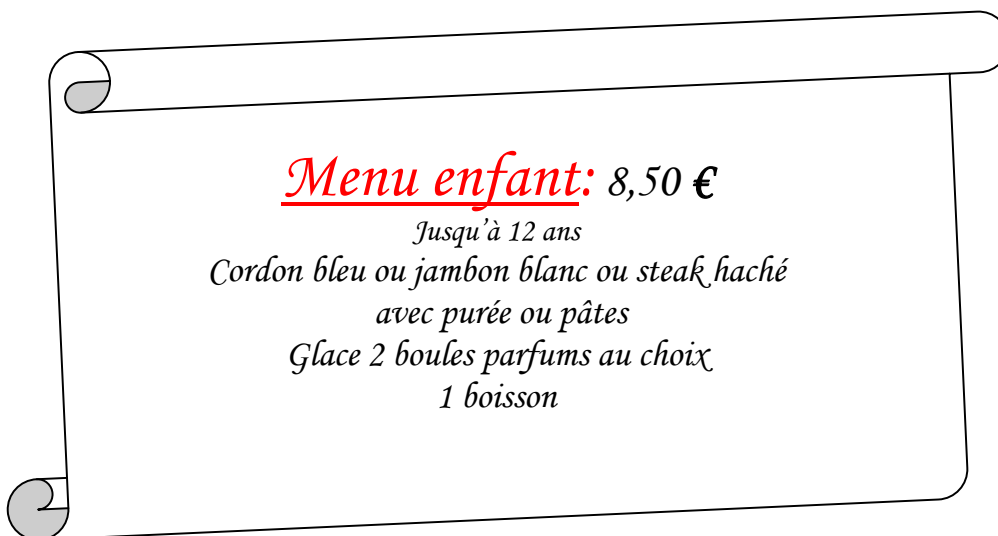 Menu enfant: 8,50 €
Jusqu’à 12 ans
Cordon bleu ou jambon blanc ou steak haché
avec purée ou pâtes
Glace 2 boules parfums au choix
1 boisson